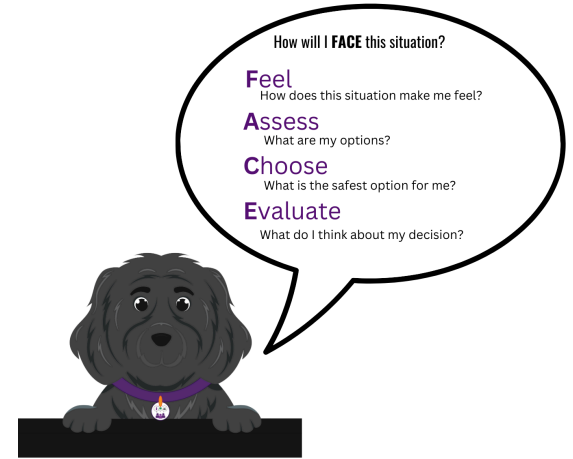 How will I FACE this situation?
Feel
How does this situation make me feel?
Assess
What are my options?
Choose
What is the safest option for me?
Evaluate
What do I think about my decision?